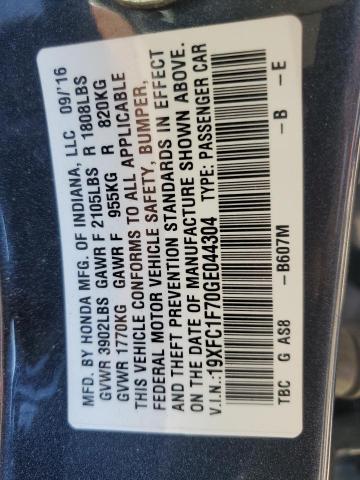 MFD. BY HONDA MFG. OF INDIANA, LLC 09/'16
GVWR 3902LBS GAWR F 2105LBS R 1808LBS
GVWR 1770KG GAWR F 955KG R 820KG
THIS VEHICLE CONFORMS TO ALL APPLICABLE
FEDERAL MOTOR VEHICLE SAFETY, BUMPER,
AND THEFT PREVENTION STANDARDS IN EFFECT
ON THE DATE OF MANUFACTURE SHOWN ABOVE.
V.I.N.:19XFC1F70GE044304 TYPE: PASSENGER CAR
TBC G AS8 -B607M -B -E